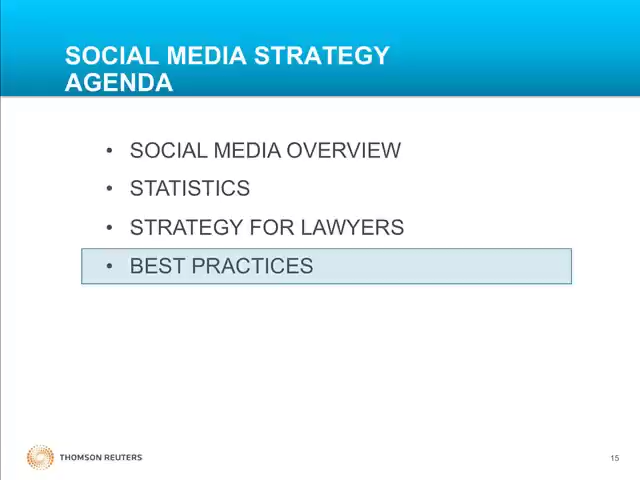 SOCIAL MEDIA STRATEGY
AGENDA
• SOCIAL MEDIA OVERVIEW
• STATISTICS
• STRATEGY FOR LAWYERS
• BEST PRACTICES
THOMSON REUTERS
15